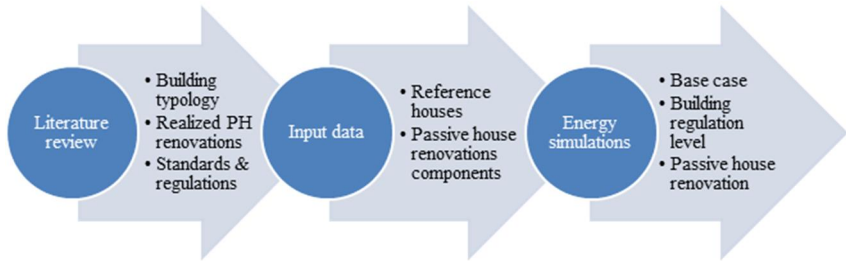 Literature
review
• Building
typology
• Realized PH
renovations
• Standards &
regulations
Input data
• Reference
houses
• Passive house
renovations
components
Energy
simulations
• Base case
• Building
regulation
level
• Passive house
renovation